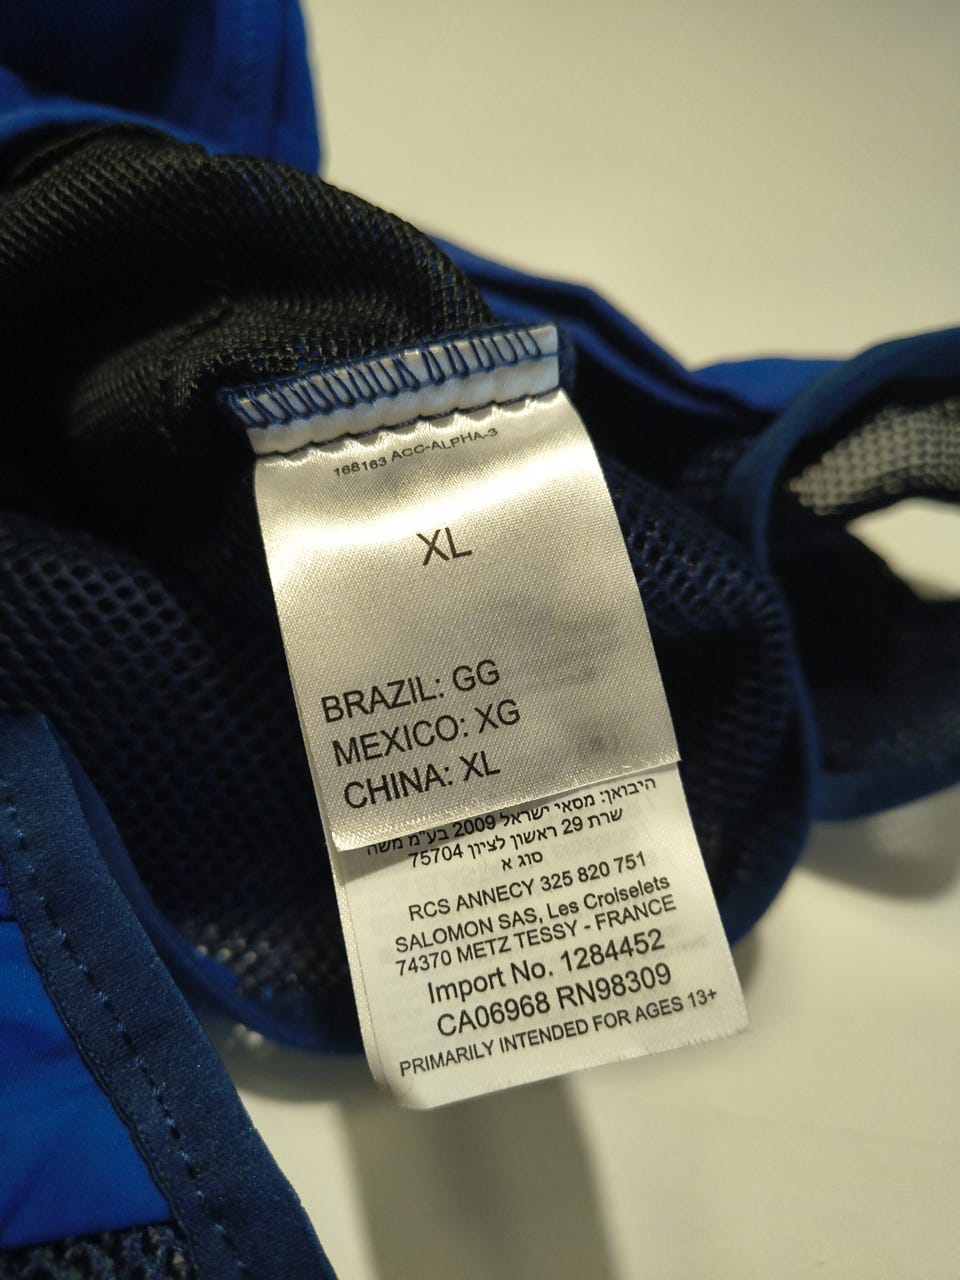 168163 ACC-ALPHA-3
XL
BRAZIL: GG
MEXICO: XG
CHINA: XL
היבואן: מסאי ישראל 2009 בע"מ משה
שרת 29 ראשון לציון 75704
סוג א
RCS ANNECY 325 820 751
SALOMON SAS, Les Croiselets
74370 METZ TESSY - FRANCE
Import No. 1284452
CA06968 RN98309
PRIMARILY INTENDED FOR AGES 13+